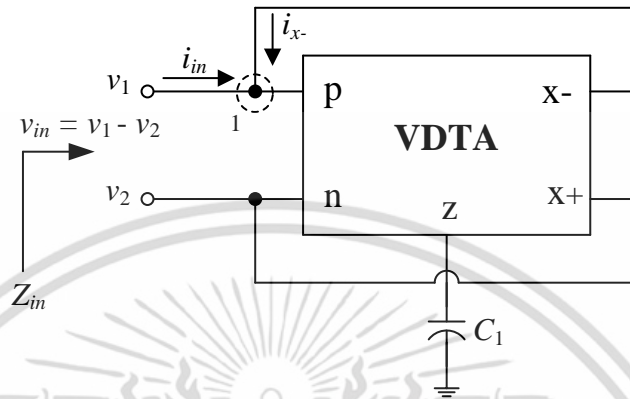 i_x-
i_in
v_1
p
x-
1
VDTA
v_in = v_1 - v_2
v_2
n
x+
z
Z_in
C_1